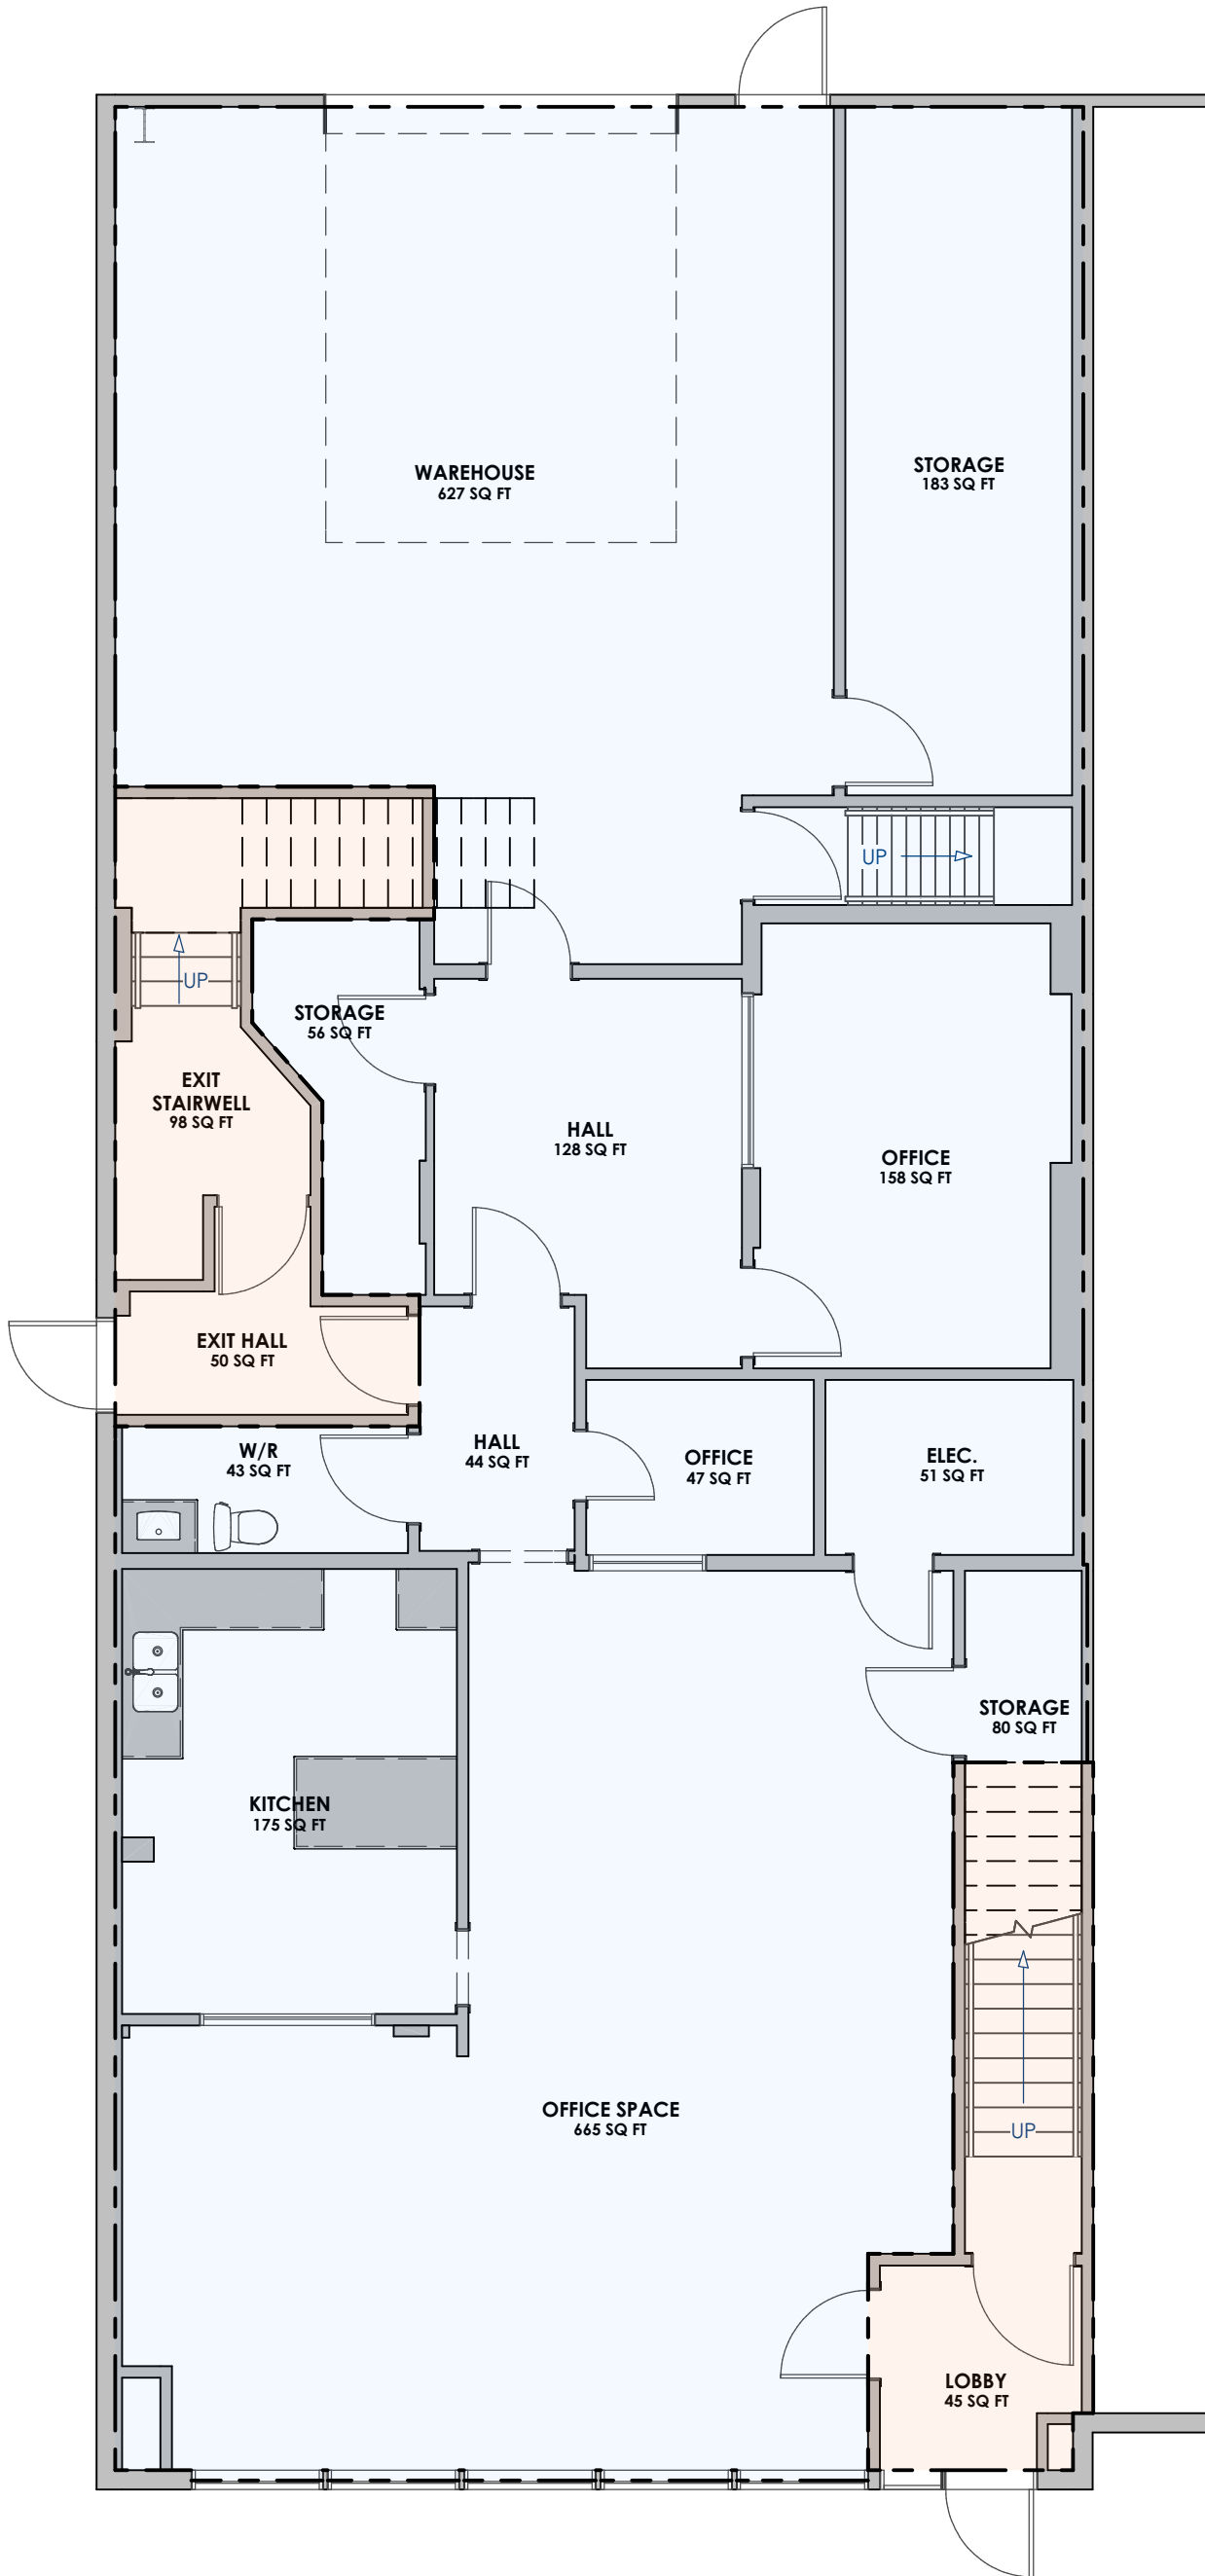 WAREHOUSE
627 SQ FT
STORAGE
183 SQ FT
UP
UP
STORAGE
56 SQ FT
EXIT
STAIRWELL
98 SQ FT
HALL
128 SQ FT
OFFICE
158 SQ FT
EXIT HALL
50 SQ FT
W/R
43 SQ FT
HALL
44 SQ FT
OFFICE
47 SQ FT
ELEC.
51 SQ FT
STORAGE
80 SQ FT
KITCHEN
175 SQ FT
OFFICE SPACE
665 SQ FT
UP
LOBBY
45 SQ FT